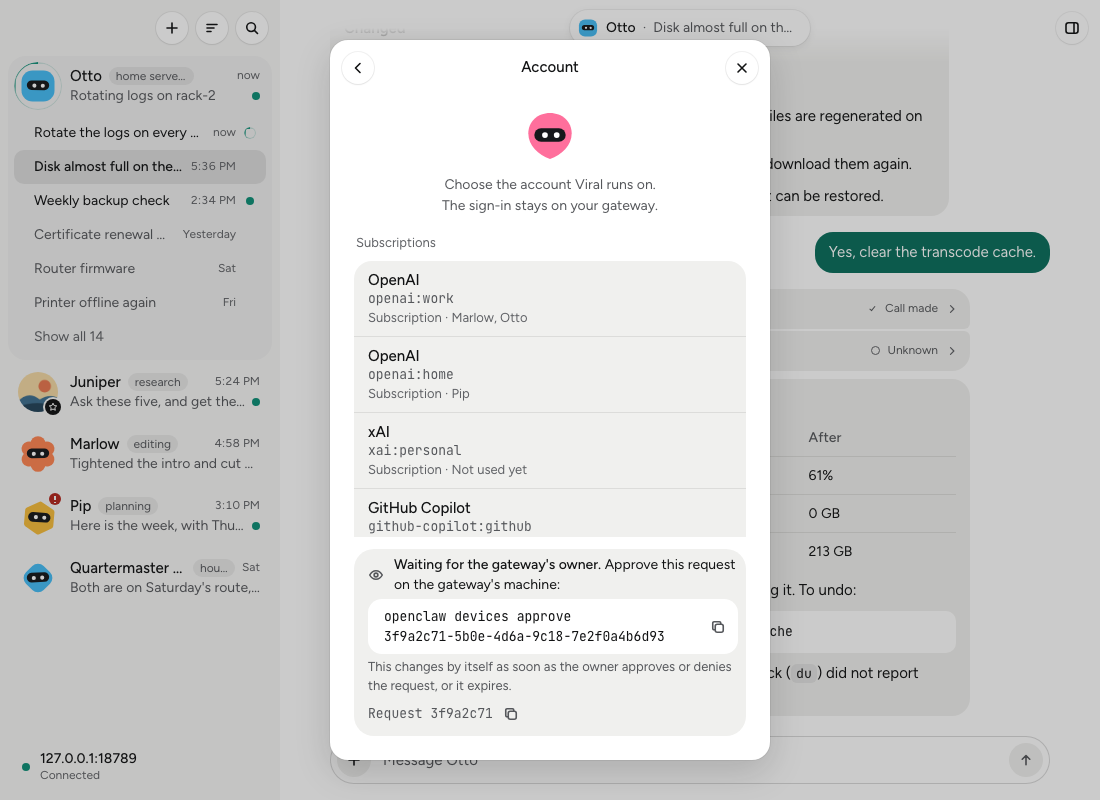 Otto home serve... now
Rotating logs on rack-2
Rotate the logs on every ... now
Disk almost full on the... 5:36 PM
Weekly backup check 2:34 PM
Certificate renewal ... Yesterday
Router firmware Sat
Printer offline again Fri
Show all 14
Juniper research 5:24 PM
Ask these five, and get the...
Marlow editing 4:58 PM
Tightened the intro and cut ...
Pip planning 3:10 PM
Here is the week, with Thu...
Quartermaster ... hou... Sat
Both are on Saturday's route,...
127.0.0.1:18789
Connected
Changed
Otto · Disk almost full on th...
Account
Choose the account Viral runs on.
The sign-in stays on your gateway.
Subscriptions
OpenAI
openai:work
Subscription · Marlow, Otto
OpenAI
openai:home
Subscription · Pip
xAI
xai:personal
Subscription · Not used yet
GitHub Copilot
github-copilot:github
Waiting for the gateway's owner. Approve this request
on the gateway's machine:
openclaw devices approve
3f9a2c71-5b0e-4d6a-9c18-7e2f0a4b6d93
This changes by itself as soon as the owner approves or denies
the request, or it expires.
Request 3f9a2c71
are regenerated on
them again.
can be restored.
Yes, clear the transcode cache.
Call made
Unknown
After
61%
0 GB
213 GB
it. To undo:
( du ) did not report
Message Otto